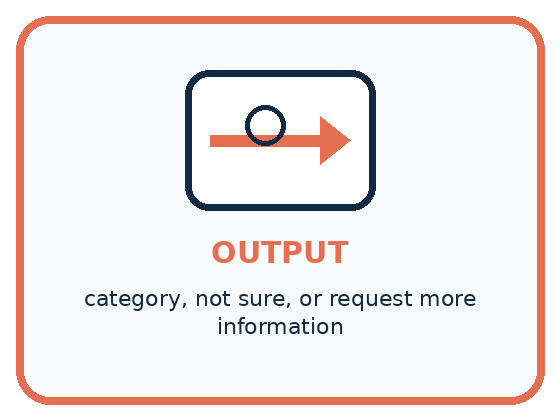 OUTPUT
category, not sure, or request more
information